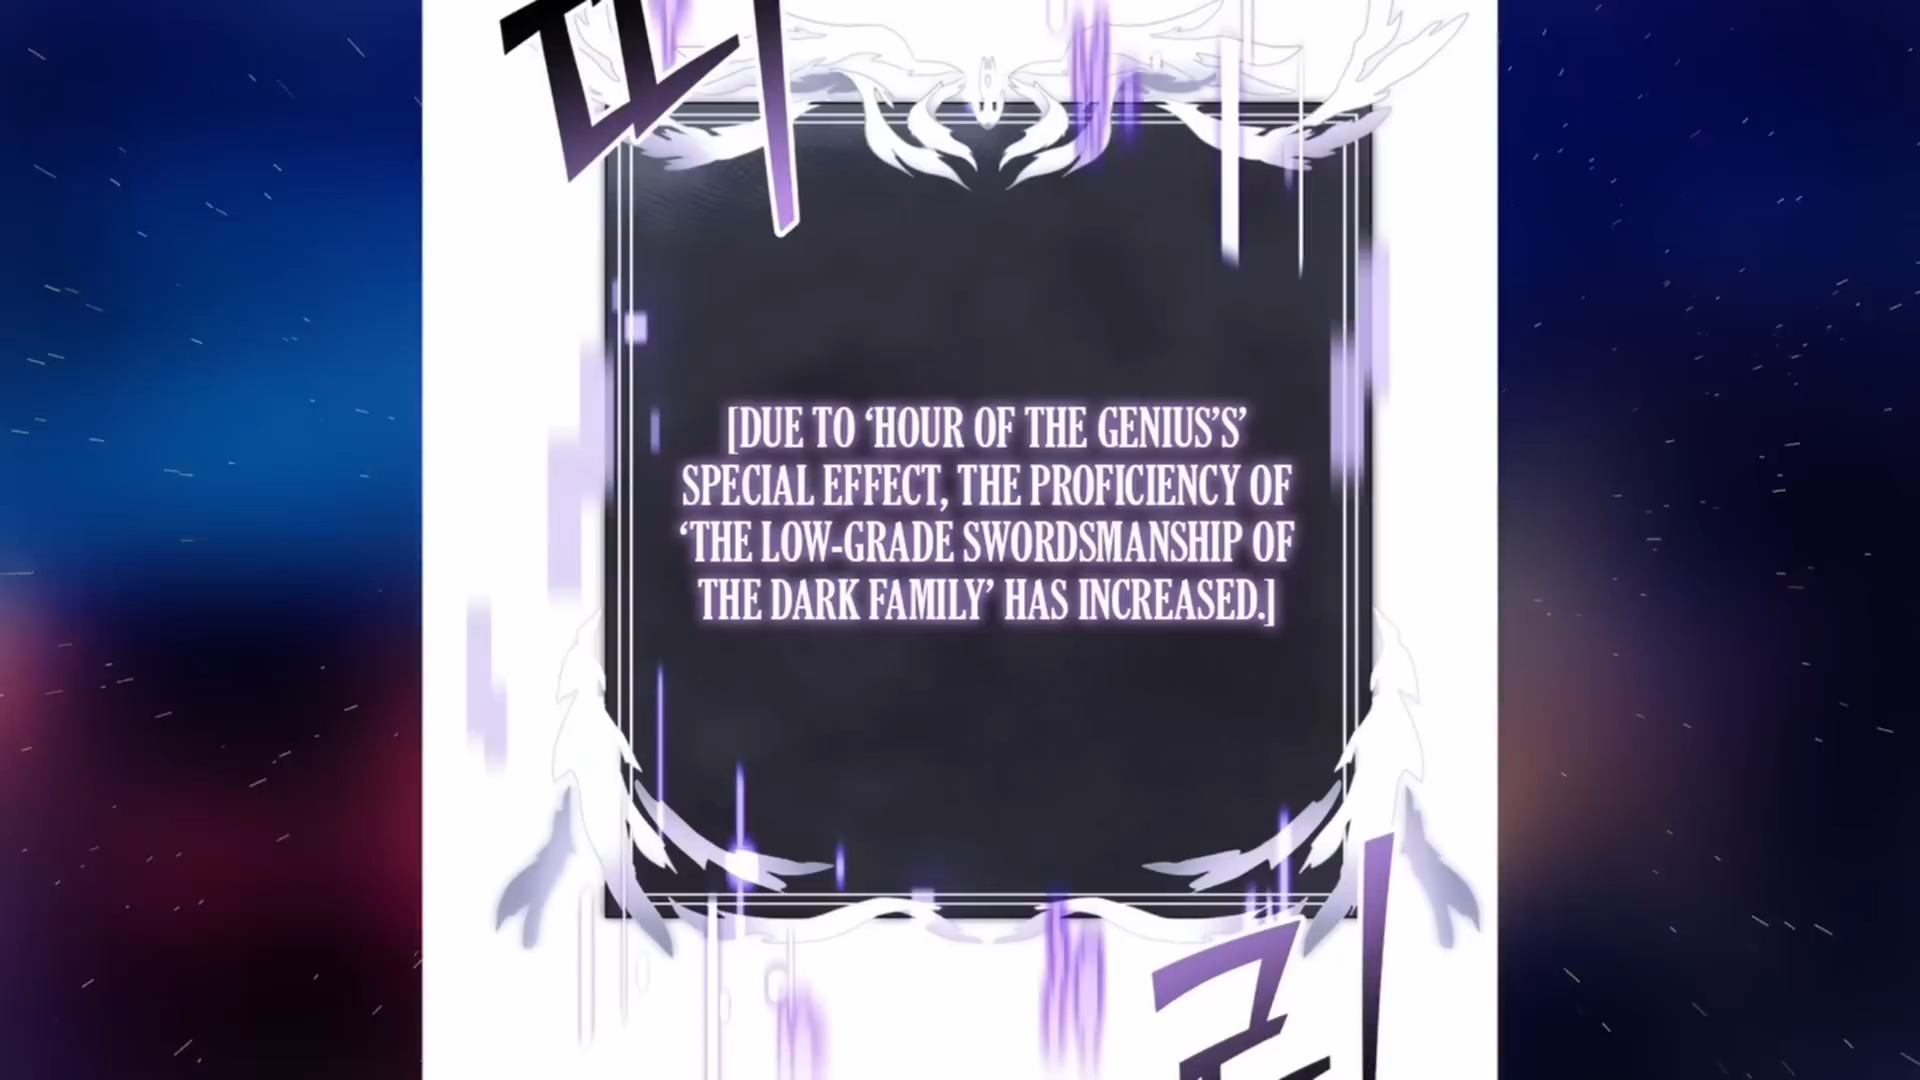 띠
[DUE TO ‘HOUR OF THE GENIUS’S’
SPECIAL EFFECT, THE PROFICIENCY OF
‘THE LOW-GRADE SWORDSMANSHIP OF
THE DARK FAMILY’ HAS INCREASED.]